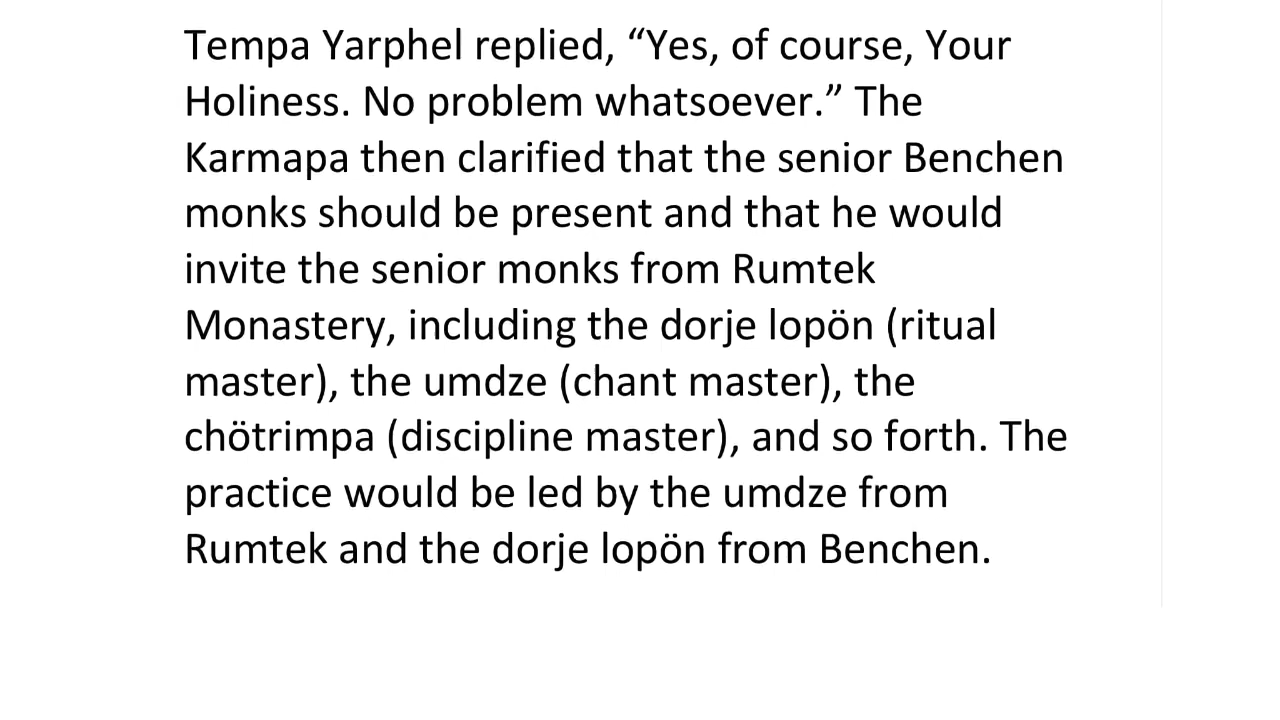 Tempa Yarphel replied, “Yes, of course, Your
Holiness. No problem whatsoever.” The
Karmapa then clarified that the senior Benchen
monks should be present and that he would
invite the senior monks from Rumtek
Monastery, including the dorje lopön (ritual
master), the umdze (chant master), the
chötrimpa (discipline master), and so forth. The
practice would be led by the umdze from
Rumtek and the dorje lopön from Benchen.